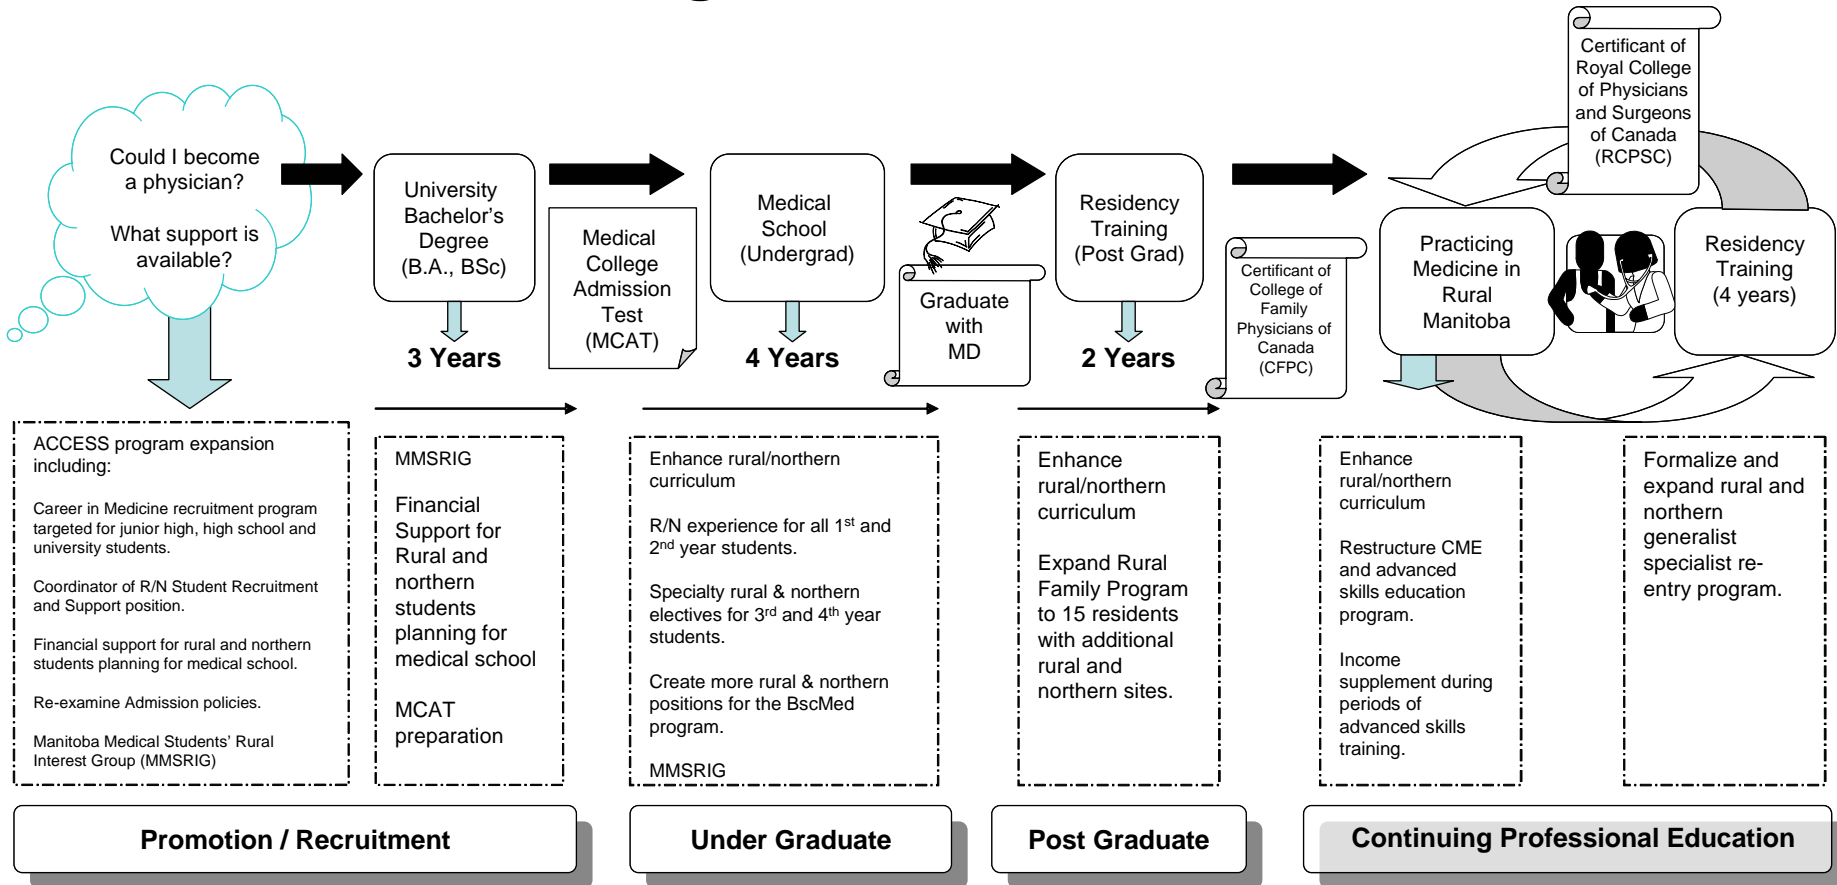 Could I become
a physician?
What support is
available?
University
Bachelor's
Degree
(B.A., BSc)
3 Years
Medical
College
Admission
Test
(MCAT)
Medical
School
(Undergrad)
4 Years
Graduate
with
MD
Residency
Training
(Post Grad)
2 Years
Certificant of
College of
Family
Physicians of
Canada
(CFPC)
Certificant of
Royal College
of Physicians
and Surgeons
of Canada
(RCPSC)
Practicing
Medicine in
Rural
Manitoba
Residency
Training
(4 years)
ACCESS program expansion
including:
Career in Medicine recruitment program
targeted for junior high, high school and
university students.
Coordinator of R/N Student Recruitment
and Support position.
Financial support for rural and northern
students planning for medical school.
Re-examine Admission policies.
Manitoba Medical Students' Rural
Interest Group (MMSRIG)
MMSRIG
Financial
Support for
Rural and
northern
students
planning for
medical school
MCAT
preparation
Enhance rural/northern
curriculum
R/N experience for all 1st and
2nd year students.
Specialty rural & northern
electives for 3rd and 4th year
students.
Create more rural & northern
positions for the BscMed
program.
MMSRIG
Enhance
rural/northern
curriculum
Expand Rural
Family Program
to 15 residents
with additional
rural and
northern sites.
Enhance
rural/northern
curriculum
Restructure CME
and advanced
skills education
program.
Income
supplement during
periods of
advanced skills
training.
Formalize and
expand rural and
northern
generalist
specialist re-
entry program.
Promotion / Recruitment
Under Graduate
Post Graduate
Continuing Professional Education